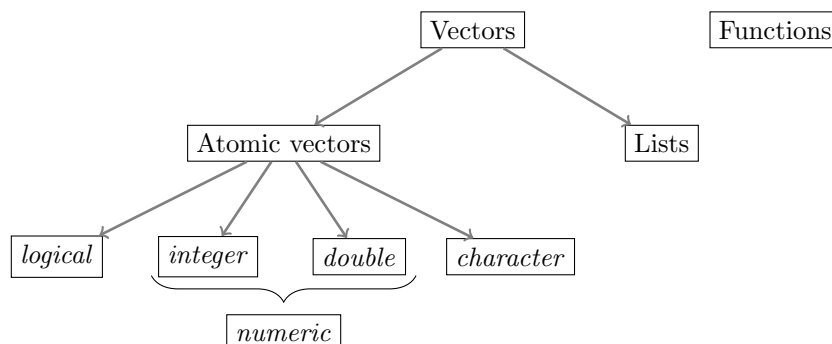 Vectors
Functions
Atomic vectors
Lists
logical
integer
double
character
numeric